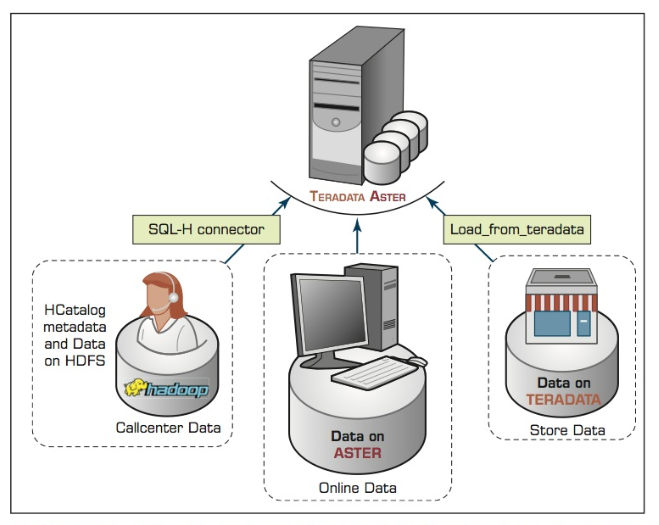 TERADATA ASTER
SQL-H connector
Load_from_teradata
HCatalog
metadata
and Data
on HDFS
hadoop
Callcenter Data
Data on
ASTER
Online Data
Data on
TERADATA
Store Data